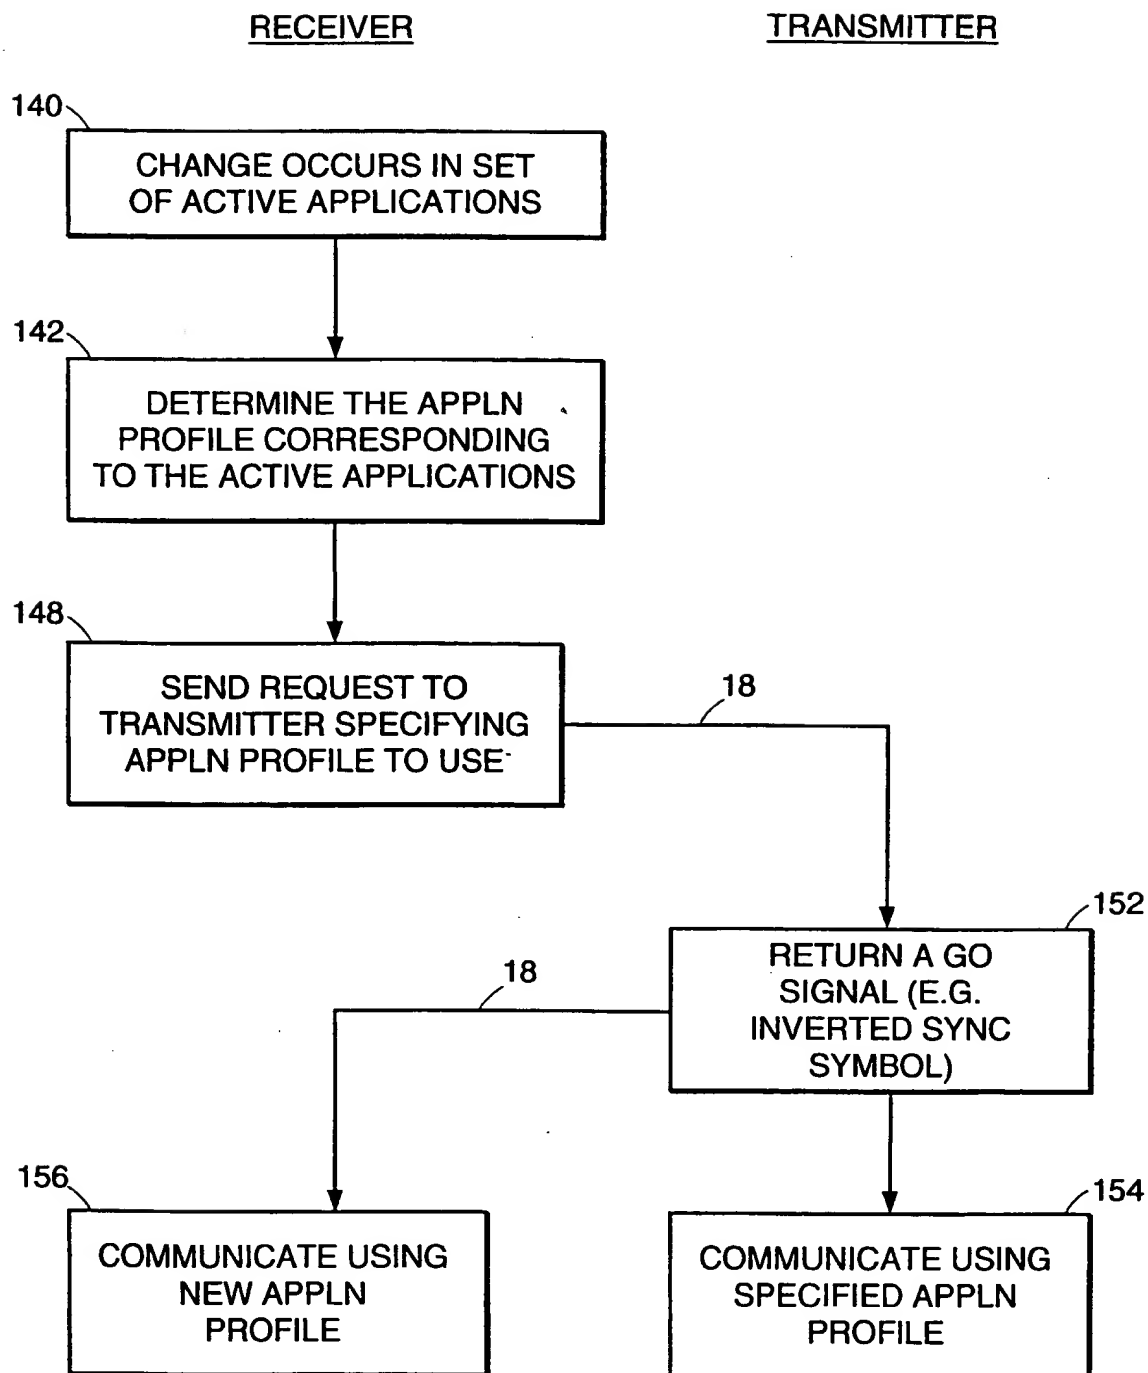 RECEIVER
TRANSMITTER
140
CHANGE OCCURS IN SET
OF ACTIVE APPLICATIONS
142
DETERMINE THE APPLN
PROFILE CORRESPONDING
TO THE ACTIVE APPLICATIONS
148
SEND REQUEST TO
TRANSMITTER SPECIFYING
APPLN PROFILE TO USE
18
152
RETURN A GO
SIGNAL (E.G.
INVERTED SYNC
SYMBOL)
18
156
COMMUNICATE USING
NEW APPLN
PROFILE
154
COMMUNICATE USING
SPECIFIED APPLN
PROFILE